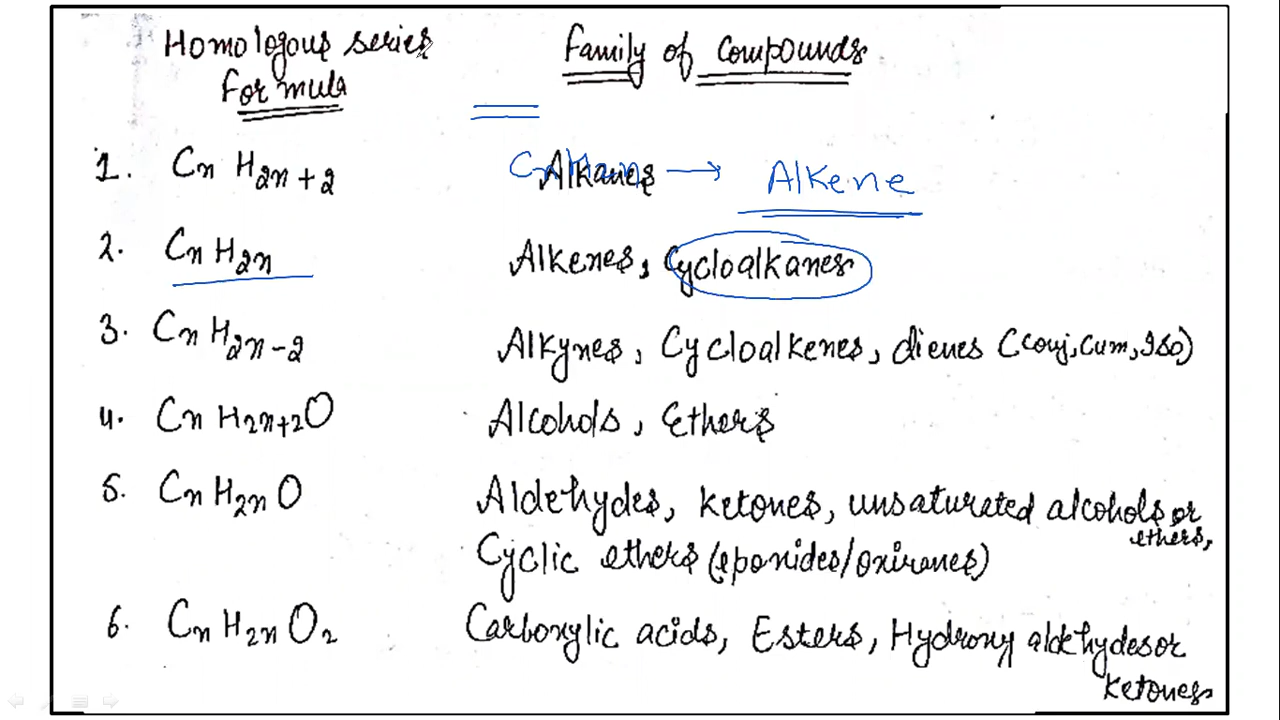 Homologous series Family of Compounds
Formula
1. CnH2n+2 Alkanes → Alkene
2. CnH2n Alkenes, Cycloalkanes
3. CnH2n-2 Alkynes, Cycloalkenes, dienes (Conj, Cum, Iso)
4. CnH2n+2O Alcohols, Ethers
5. CnH2nO Aldehydes, Ketones, unsaturated alcohols or
ethers,
Cyclic ethers (eponides/oxiranes)
6. CnH2nO2 Carboxylic acids, Esters, Hydroxy aldehydes or
Ketones